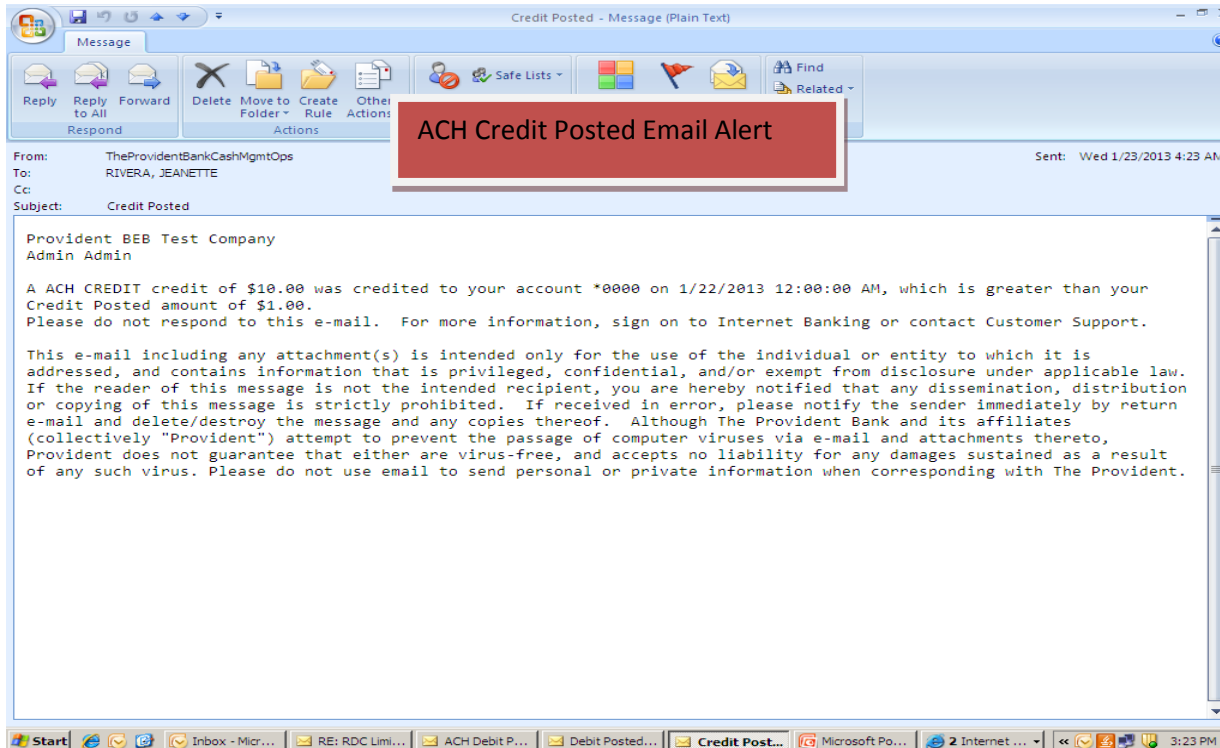 Credit Posted - Message (Plain Text)
Message
Reply
Reply to All
Forward
Delete
Move to Folder
Create Rule
Other Actions
Safe Lists
Find
Related
Respond
Actions
ACH Credit Posted Email Alert
From: TheProvidentBankCashMgmtOps
Sent: Wed 1/23/2013 4:23 AM
To: RIVERA, JEANETTE
Cc:
Subject: Credit Posted
Provident BEB Test Company
Admin Admin
A ACH CREDIT credit of $10.00 was credited to your account *0000 on 1/22/2013 12:00:00 AM, which is greater than your
Credit Posted amount of $1.00.
Please do not respond to this e-mail.  For more information, sign on to Internet Banking or contact Customer Support.
This e-mail including any attachment(s) is intended only for the use of the individual or entity to which it is
addressed, and contains information that is privileged, confidential, and/or exempt from disclosure under applicable law.
If the reader of this message is not the intended recipient, you are hereby notified that any dissemination, distribution
or copying of this message is strictly prohibited.  If received in error, please notify the sender immediately by return
e-mail and delete/destroy the message and any copies thereof.  Although The Provident Bank and its affiliates
(collectively "Provident") attempt to prevent the passage of computer viruses via e-mail and attachments thereto,
Provident does not guarantee that either are virus-free, and accepts no liability for any damages sustained as a result
of any such virus. Please do not use email to send personal or private information when corresponding with The Provident.
Start
Inbox - Micr...
RE: RDC Limi...
ACH Debit P...
Debit Posted...
Credit Post...
Microsoft Po...
2 Internet ...
3:23 PM